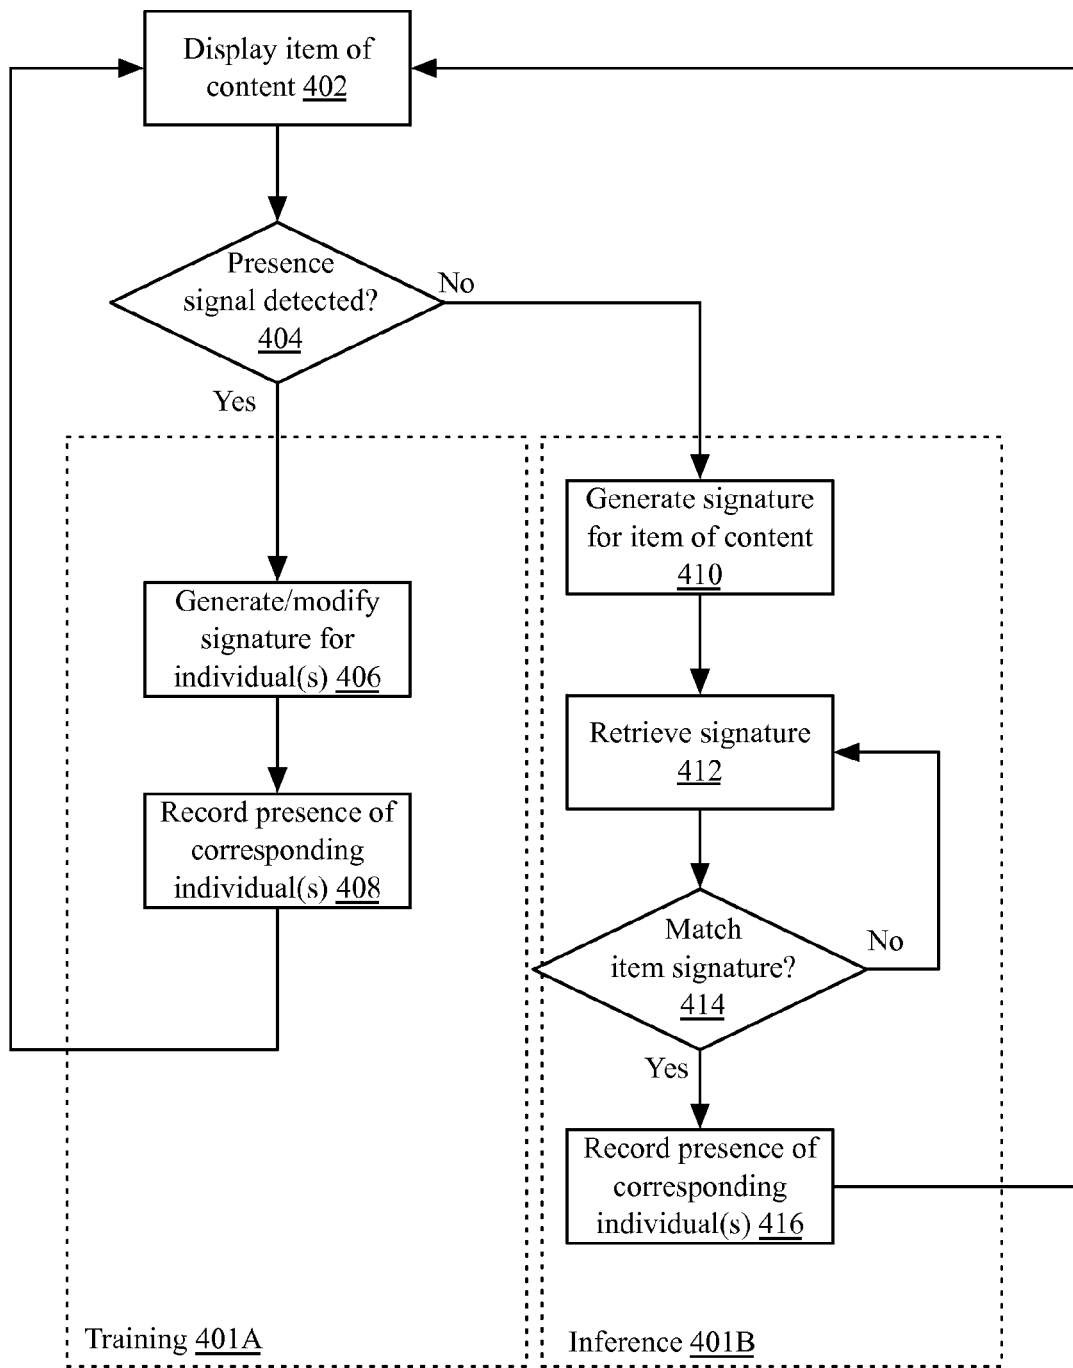 Display item of
content 402
Presence
signal detected?
404
No
Yes
Generate/modify
signature for
individual(s) 406
Record presence of
corresponding
individual(s) 408
Training 401A
Generate signature
for item of content
410
Retrieve signature
412
Match
item signature?
414
No
Yes
Record presence of
corresponding
individual(s) 416
Inference 401B